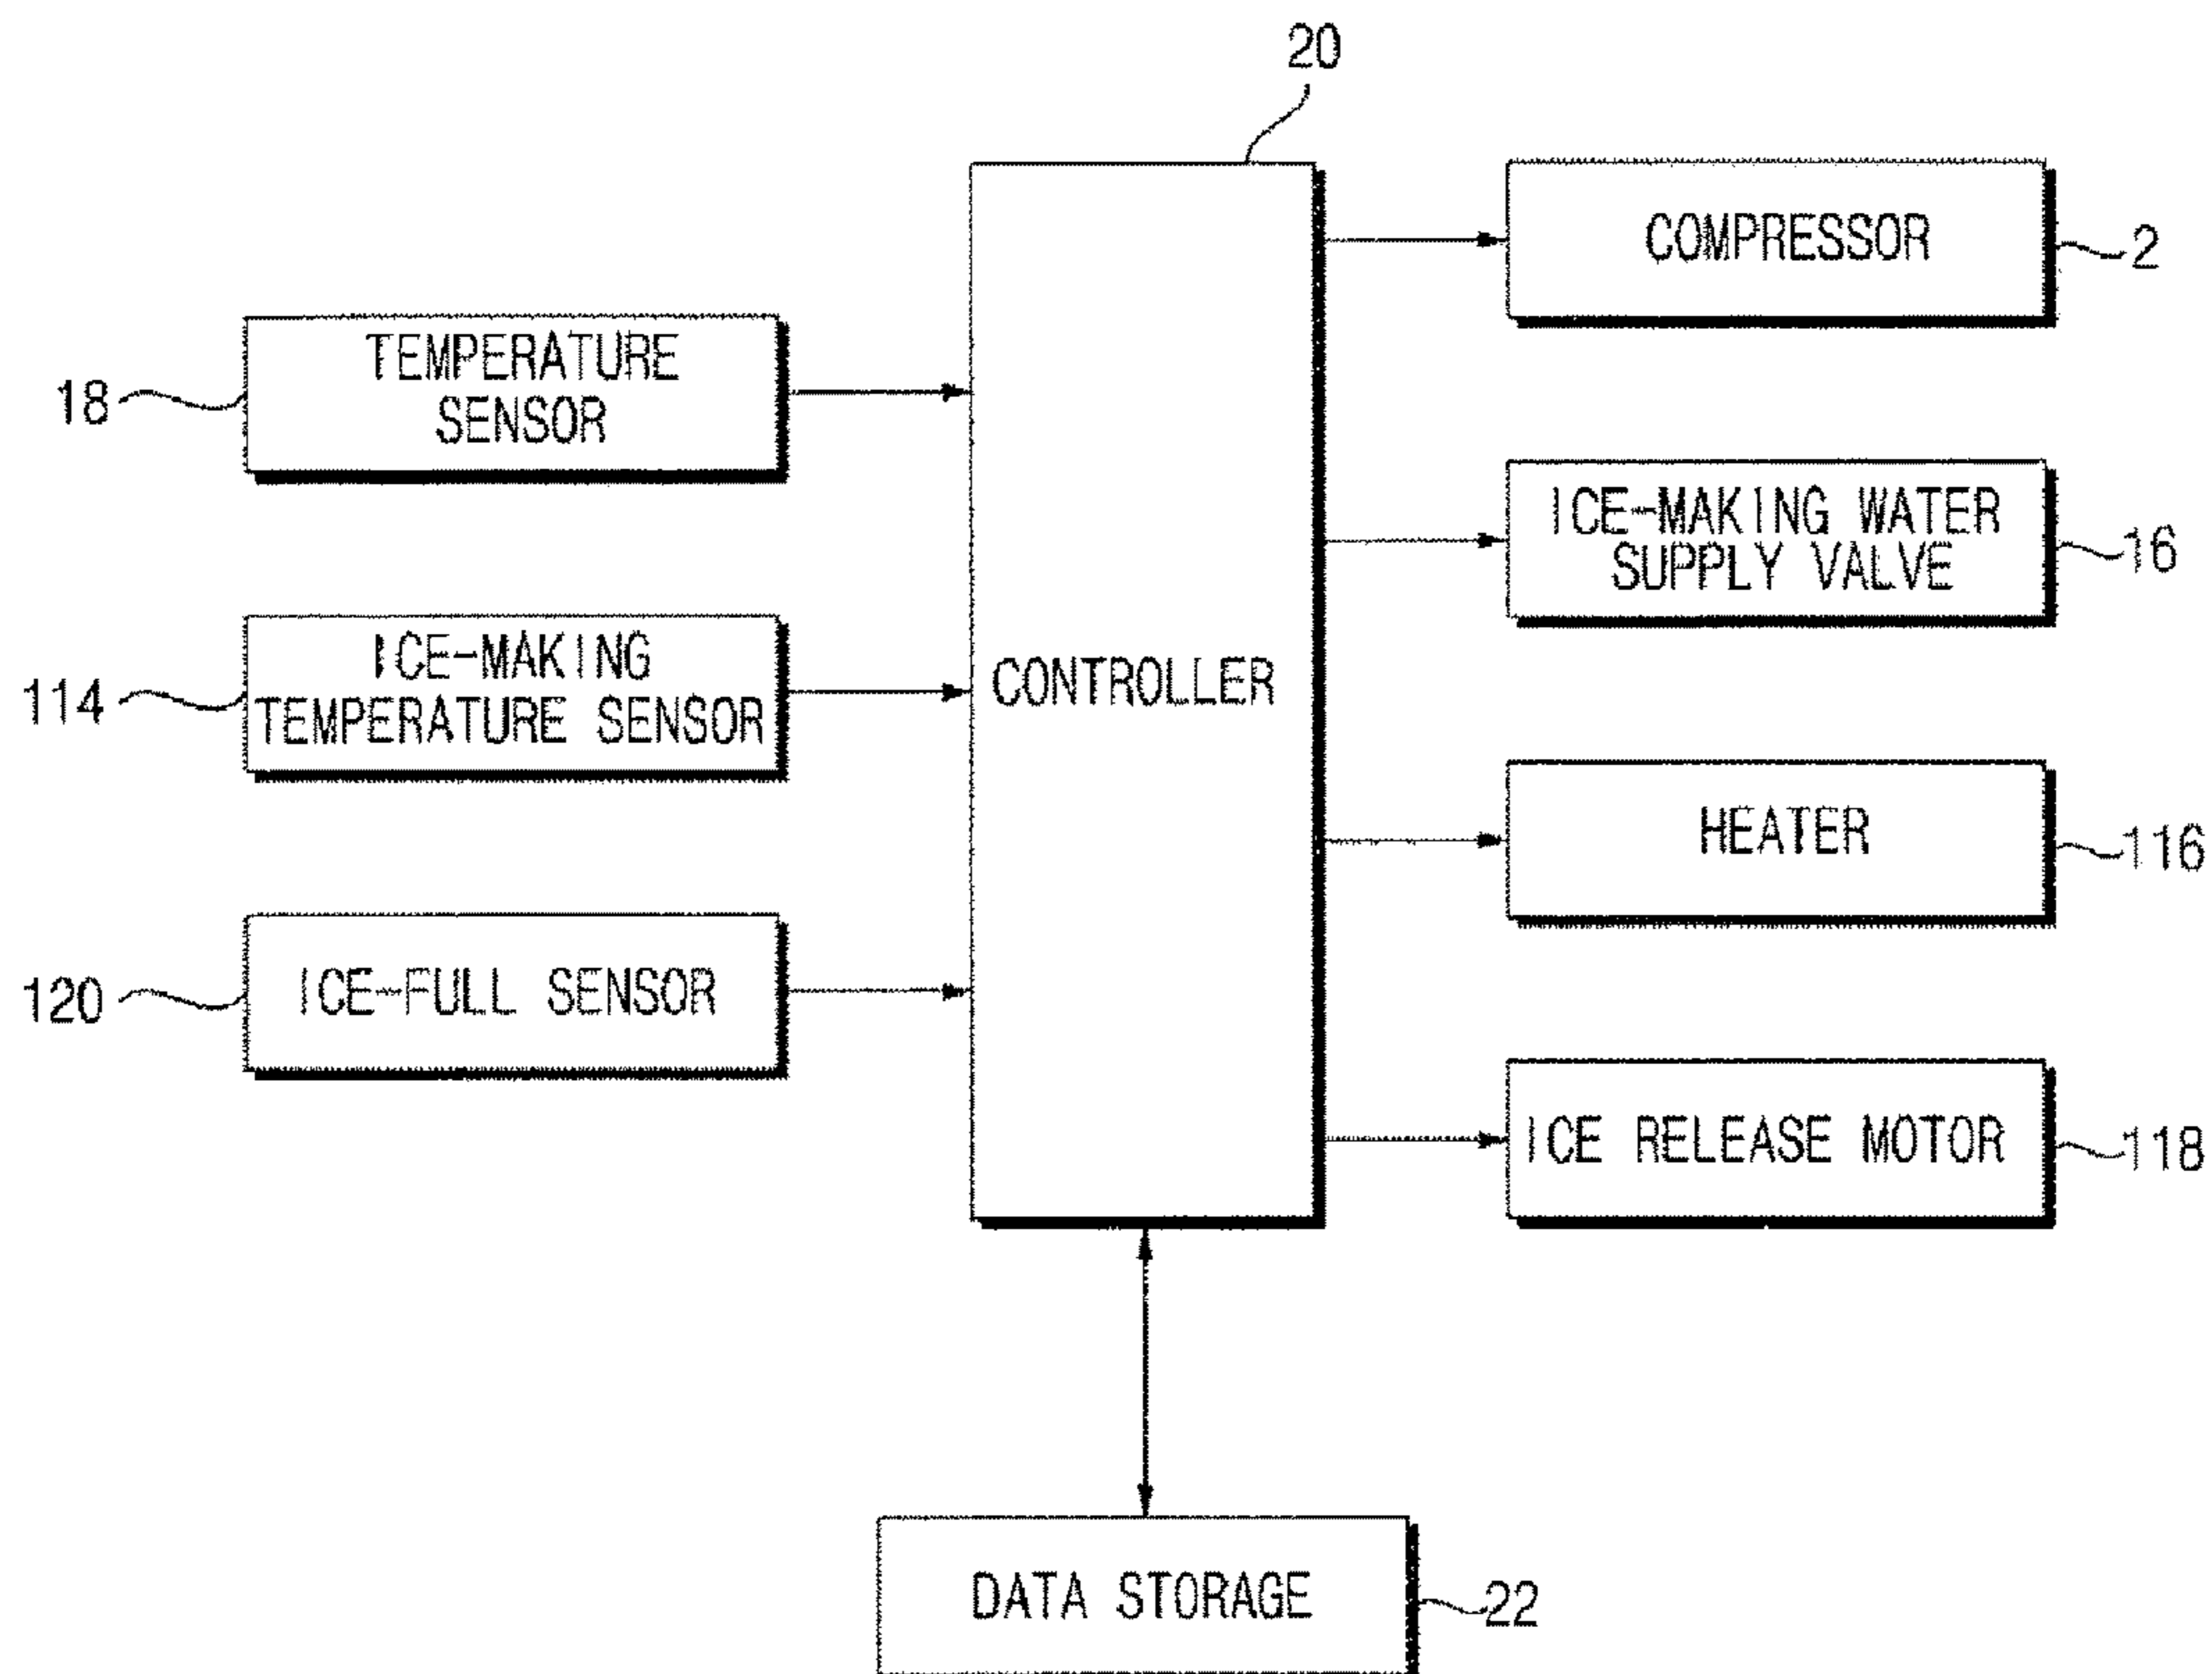 20
COMPRESSOR
2
TEMPERATURE
SENSOR
18
ICE-MAKING WATER
SUPPLY VALVE
16
ICE-MAKING
TEMPERATURE SENSOR
114
CONTROLLER
HEATER
116
ICE-FULL SENSOR
120
ICE RELEASE MOTOR
118
DATA STORAGE
22